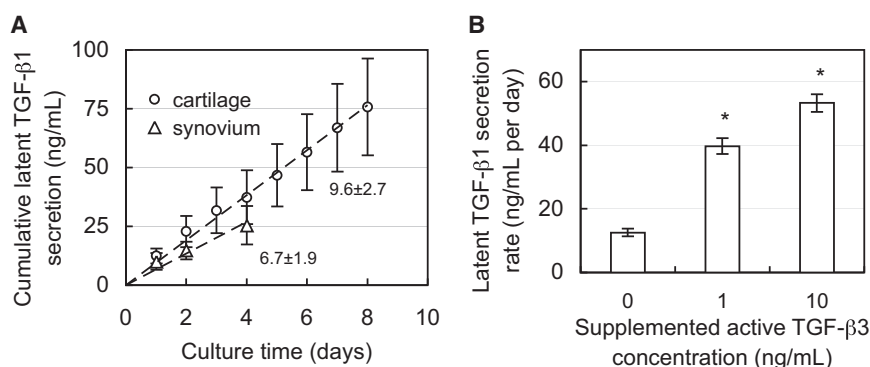 A
Cumulative latent TGF-β1
secretion (ng/mL)
100
75
50
25
0
cartilage
synovium
9.6±2.7
6.7±1.9
0 2 4 6 8 10
Culture time (days)
B
Latent TGF-β1 secretion
rate (ng/mL per day)
60
40
20
0
*
*
0 1 10
Supplemented active TGF-β3
concentration (ng/mL)